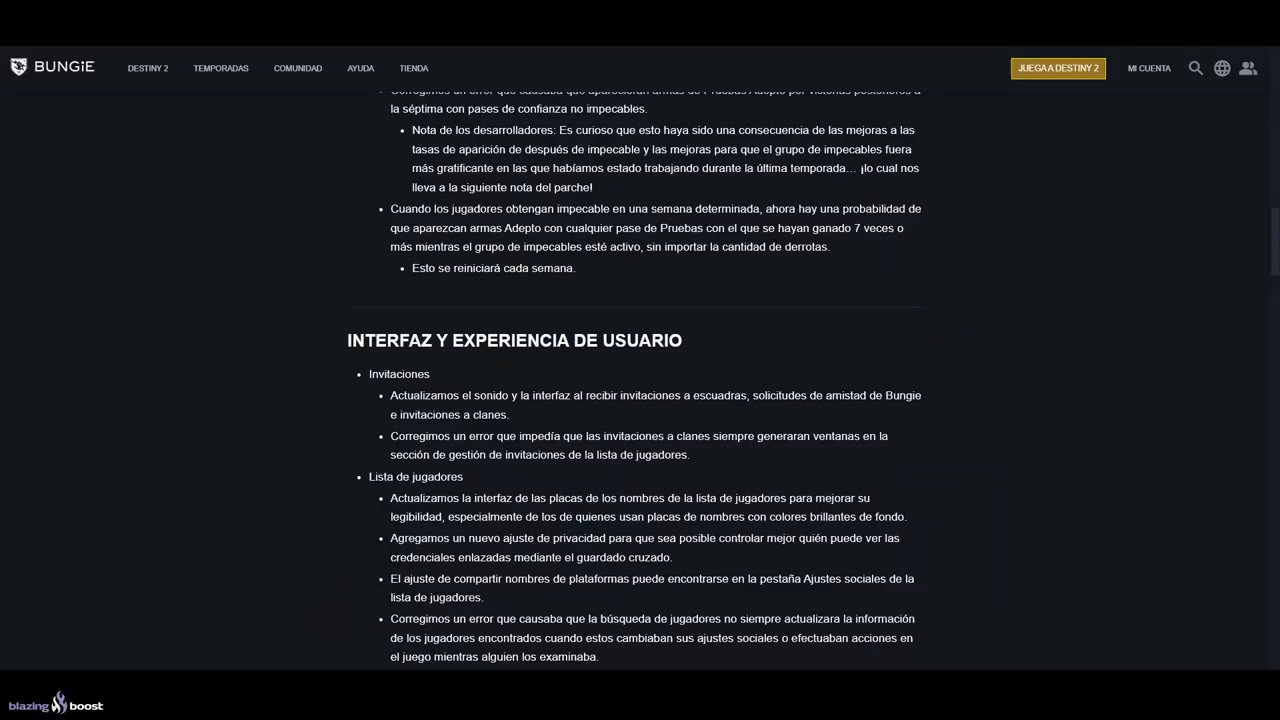 BUNGiE DESTINY 2 TEMPORADAS COMUNIDAD AYUDA TIENDA JUEGA A DESTINY 2 MI CUENTA
Corregimos un error que causaba que aparecieran armas de Pruebas Adepto por victorias posteriores a
la séptima con pases de confianza no impecables.
Nota de los desarrolladores: Es curioso que esto haya sido una consecuencia de las mejoras a las
tasas de aparición de después de impecable y las mejoras para que el grupo de impecables fuera
más gratificante en las que habíamos estado trabajando durante la última temporada… ¡lo cual nos
lleva a la siguiente nota del parche!
Cuando los jugadores obtengan impecable en una semana determinada, ahora hay una probabilidad de
que aparezcan armas Adepto con cualquier pase de Pruebas con el que se hayan ganado 7 veces o
más mientras el grupo de impecables esté activo, sin importar la cantidad de derrotas.
Esto se reiniciará cada semana.
INTERFAZ Y EXPERIENCIA DE USUARIO
Invitaciones
Actualizamos el sonido y la interfaz al recibir invitaciones a escuadras, solicitudes de amistad de Bungie
e invitaciones a clanes.
Corregimos un error que impedía que las invitaciones a clanes siempre generaran ventanas en la
sección de gestión de invitaciones de la lista de jugadores.
Lista de jugadores
Actualizamos la interfaz de las placas de los nombres de la lista de jugadores para mejorar su
legibilidad, especialmente de los de quienes usan placas de nombres con colores brillantes de fondo.
Agregamos un nuevo ajuste de privacidad para que sea posible controlar mejor quién puede ver las
credenciales enlazadas mediante el guardado cruzado.
El ajuste de compartir nombres de plataformas puede encontrarse en la pestaña Ajustes sociales de la
lista de jugadores.
Corregimos un error que causaba que la búsqueda de jugadores no siempre actualizara la información
de los jugadores encontrados cuando estos cambiaban sus ajustes sociales o efectuaban acciones en
el juego mientras alguien los examinaba.
blazing boost